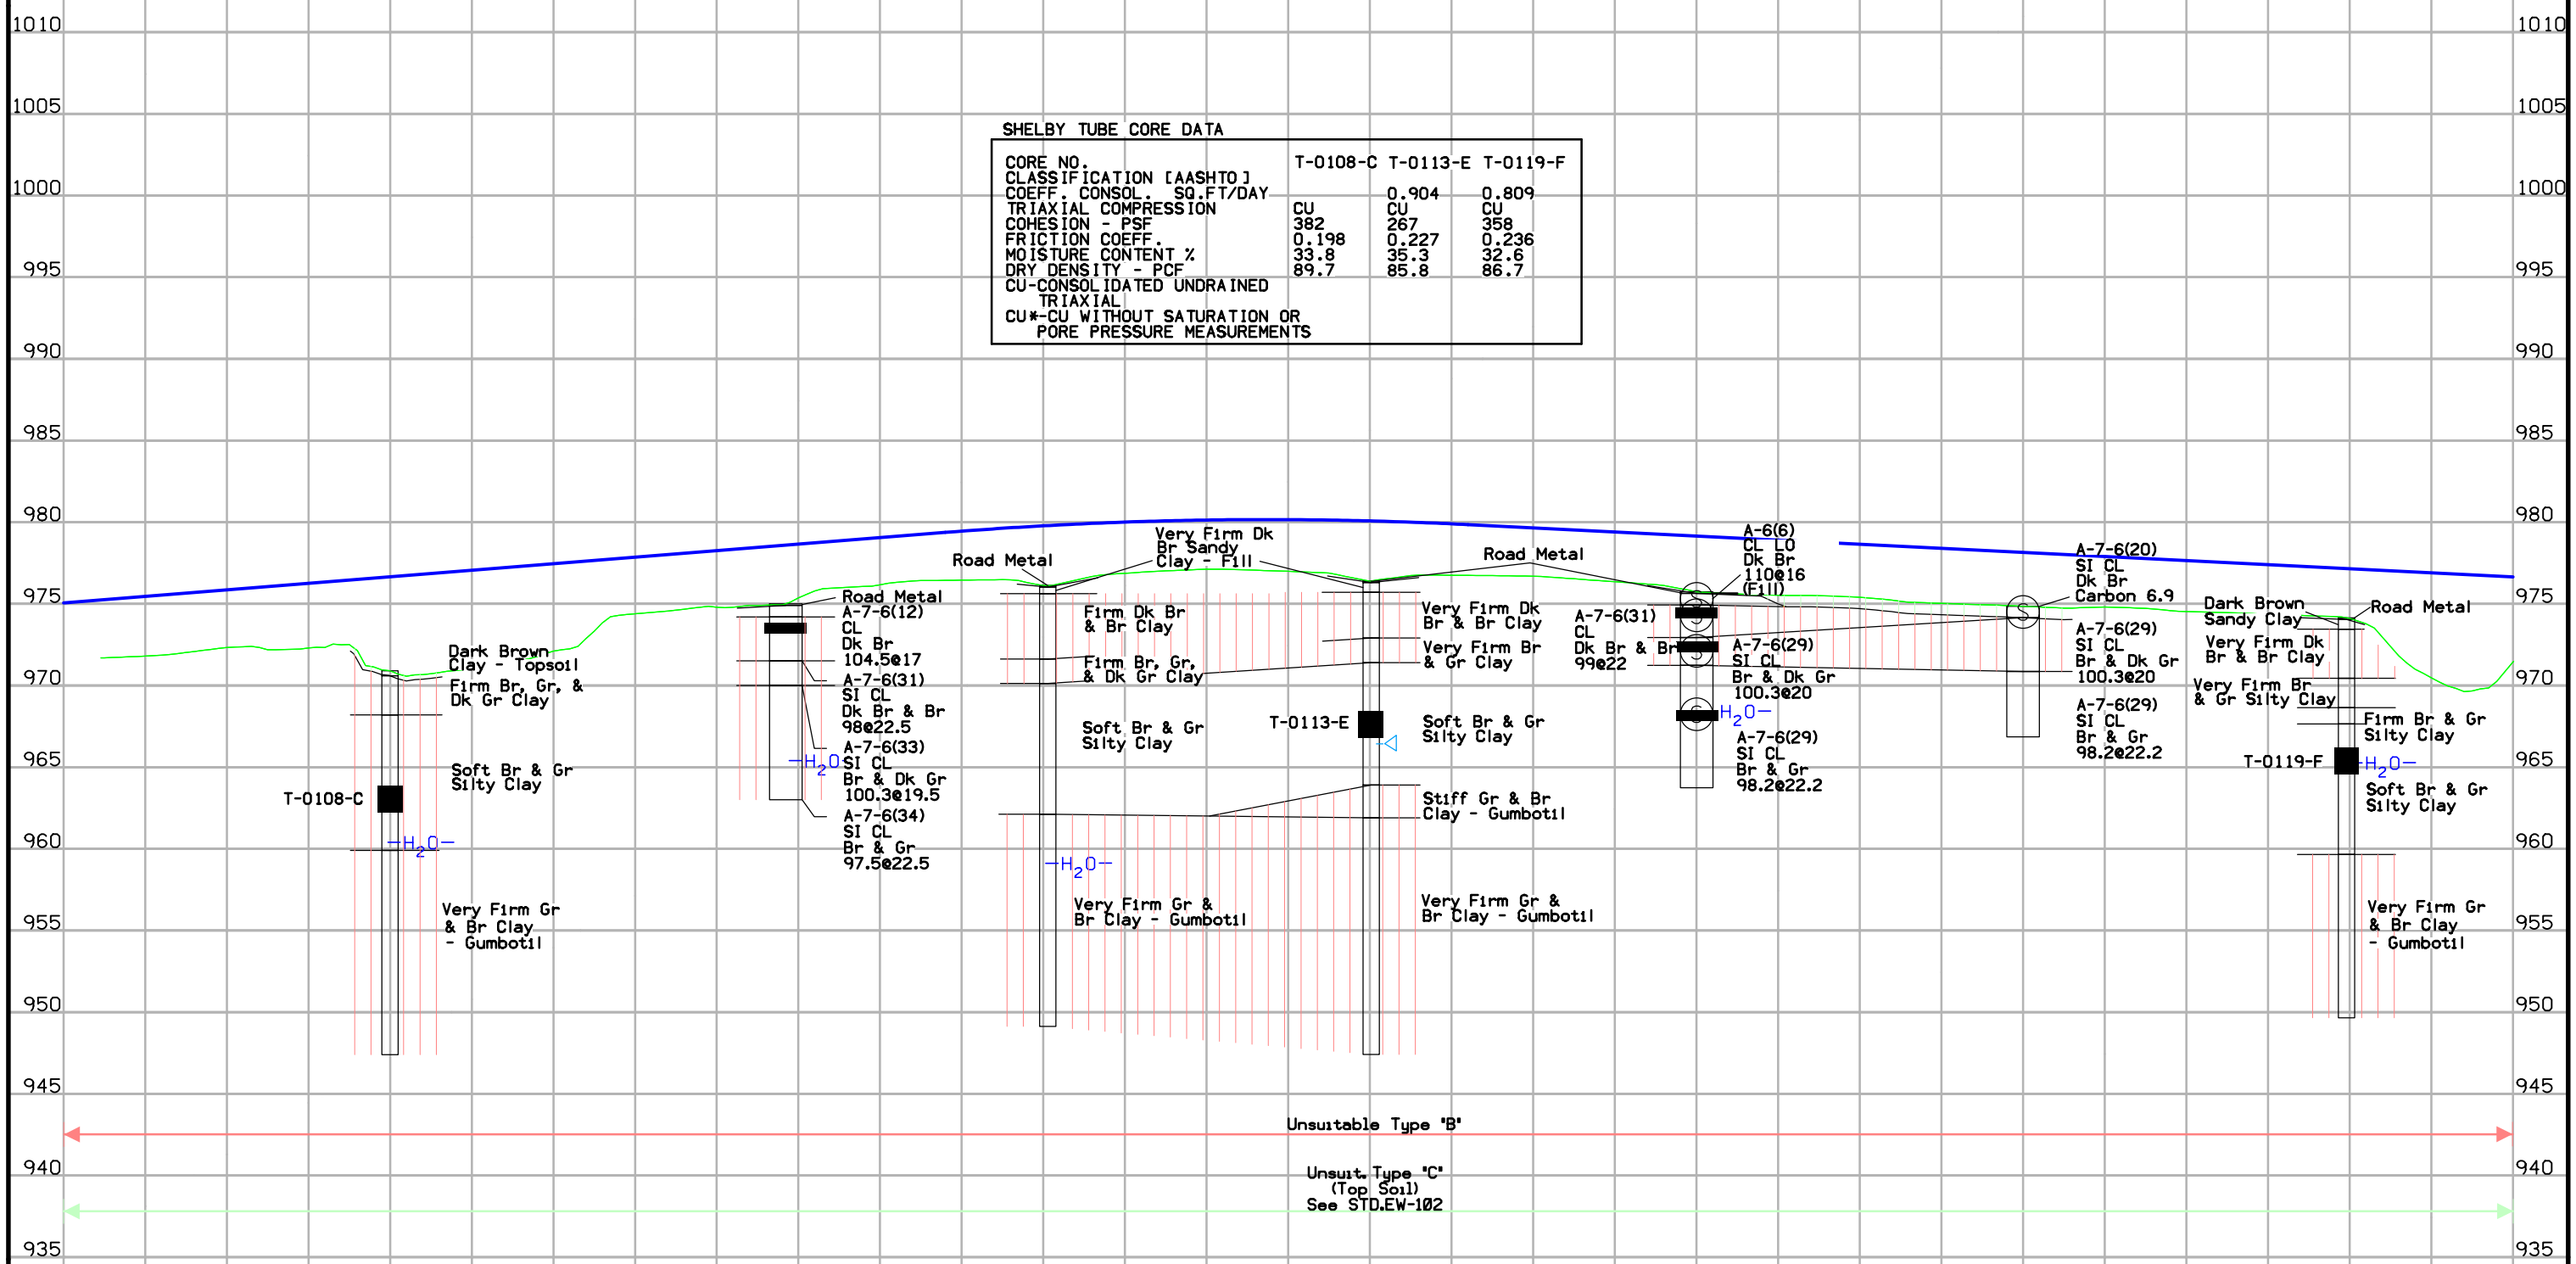 1010 1010
1005 1005
SHELBY TUBE CORE DATA
CORE NO. T-0108-C T-0113-E T-0119-F
CLASSIFICATION [AASHTO]
COEFF. CONSOL. SQ.FT/DAY 0.904 0.809
TRIAXIAL COMPRESSION CU CU CU
COHESION - PSF 382 267 358
FRICTION COEFF. 0.198 0.227 0.236
MOISTURE CONTENT % 33.8 35.3 32.6
DRY DENSITY - PCF 89.7 85.8 86.7
CU-CONSOLIDATED UNDRAINED
TRIAXIAL
CU*-CU WITHOUT SATURATION OR
PORE PRESSURE MEASUREMENTS
1000 1000
995 995
990 990
985 985
980 980
975 975
970 970
965 965
960 960
955 955
950 950
945 945
940 940
935 935
Dark Brown
Clay - Topsoil
Firm Br, Gr, &
Dk Gr Clay
Soft Br & Gr
Silty Clay
T-0108-C
H2O
Very Firm Gr
& Br Clay
- Gumbotil
Road Metal
A-7-6(12)
CL
Dk Br
104.5@17
A-7-6(31)
SI CL
Dk Br & Br
98@22.5
A-7-6(33)
SI CL
Br & Dk Gr
100.3@19.5
A-7-6(34)
SI CL
Br & Gr
97.5@22.5
H2O
Road Metal
Very Firm Dk
Br Sandy
Clay - Fill
Firm Dk Br
& Br Clay
Firm Br, Gr,
& Dk Gr Clay
Soft Br & Gr
Silty Clay
H2O
Very Firm Gr &
Br Clay - Gumbotil
Road Metal
Very Firm Dk
Br & Br Clay
Very Firm Br
& Gr Clay
T-0113-E
Soft Br & Gr
Silty Clay
Stiff Gr & Br
Clay - Gumbotil
Very Firm Gr &
Br Clay - Gumbotil
A-6(6)
CL LO
Dk Br
110@16
(Fill)
S
S
S
S
A-7-6(31)
CL
Dk Br & Br
99@22
A-7-6(29)
SI CL
Br & Dk Gr
100.3@20
H2O
A-7-6(29)
SI CL
Br & Gr
98.2@22.2
A-7-6(20)
SI CL
Dk Br
Carbon 6.9
S
A-7-6(29)
SI CL
Br & Dk Gr
100.3@20
A-7-6(29)
SI CL
Br & Gr
98.2@22.2
Dark Brown
Sandy Clay
Road Metal
Very Firm Dk
Br & Br Clay
Very Firm Br
& Gr Silty Clay
Firm Br & Gr
Silty Clay
T-0119-F
H2O
Soft Br & Gr
Silty Clay
Very Firm Gr
& Br Clay
- Gumbotil
Unsuitable Type "B"
Unsuit. Type "C"
(Top Soil)
See STD.EW-102